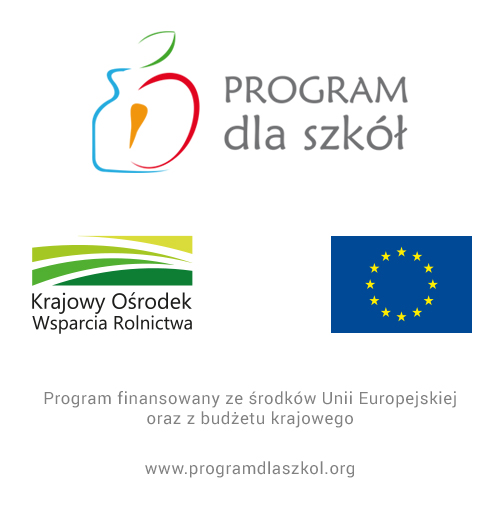 PROGRAM
dla szkół
Krajowy Ośrodek
Wsparcia Rolnictwa
Program finansowany ze środków Unii Europejskiej
oraz z budżetu krajowego
www.programdlaszkol.org